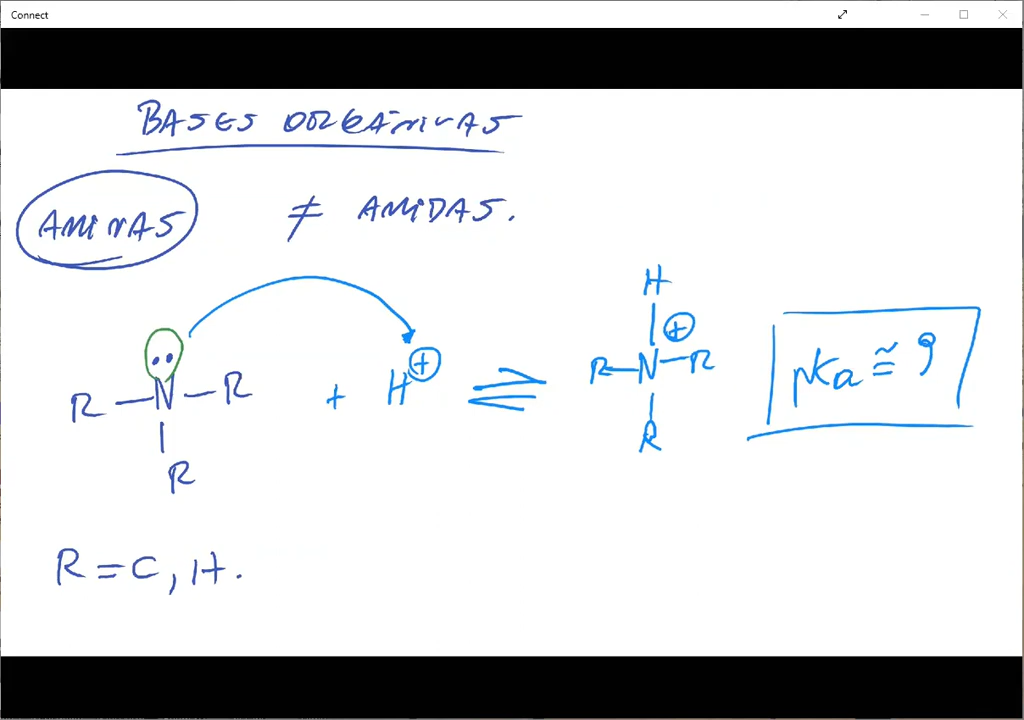 Connect
BASES ORGÂNICAS
AMINAS ≠ AMIDAS.
H
R—N—R + H⊕ ⇌ R—N⊕—R pKa ≅ 9
R R
R = C, H.